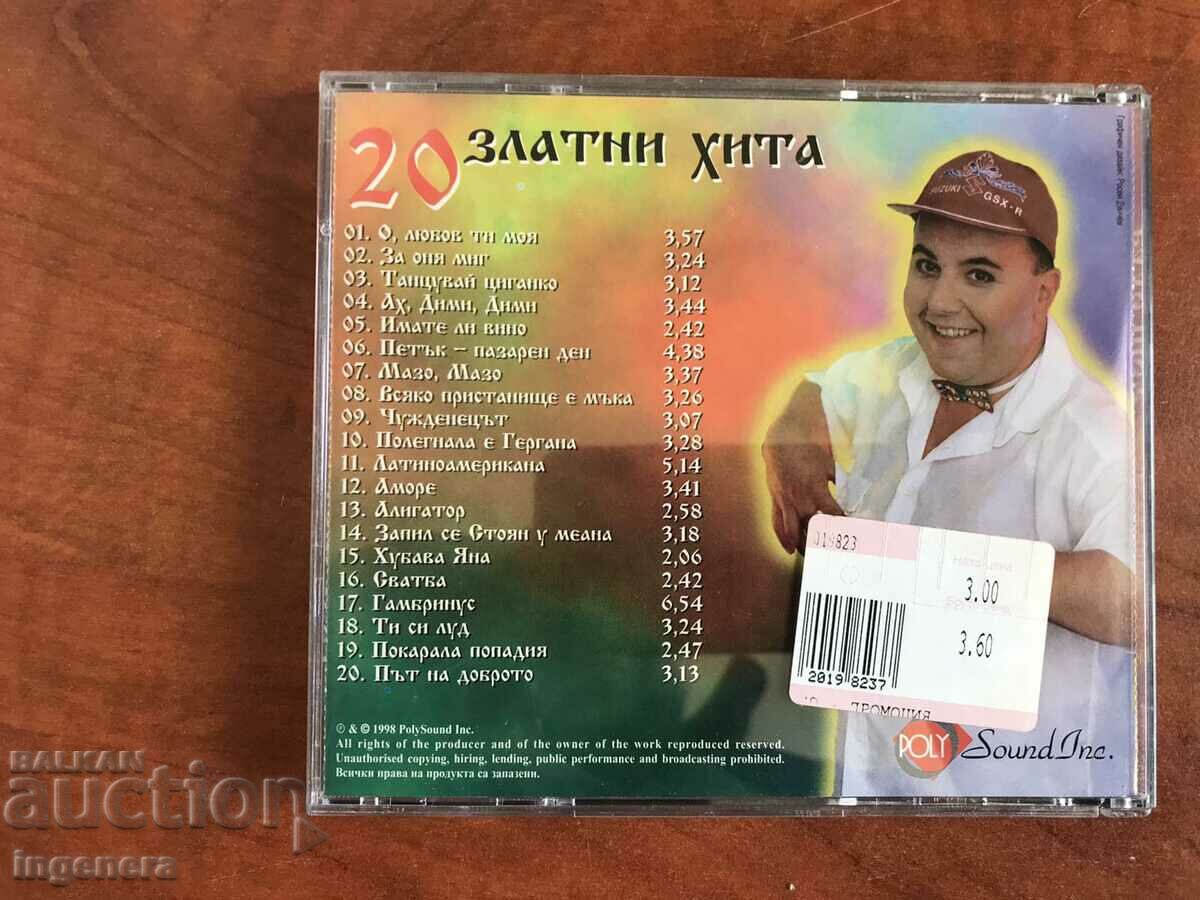 20 ЗЛАТНИ ХИТА
01. О, любов ти моя 3,57
02. За оня миг 3,24
03. Танцувай циганко 3,12
04. Ах, Дими, Дими 3,44
05. Имате ли вино 2,42
06. Петък – пазарен ден 4,38
07. Мазо, Мазо 3,37
08. Всяко пристанище е мъка 3,26
09. Чужденецът 3,07
10. Полегнала е Гергана 3,28
11. Латиноамерикана 5,14
12. Аморе 3,41
13. Алигатор 2,58
14. Запил се Стоян у меана 3,18
15. Хубава Яна 2,06
16. Сватба 2,42
17. Гамбринус 6,54
18. Ти си луд 3,24
19. Покарала попадия 2,47
20. Път на доброто 3,13
℗ & © 1998 PolySound Inc.
All rights of the producer and of the owner of the work reproduced reserved.
Unauthorised copying, hiring, lending, public performance and broadcasting prohibited.
Всички права на продукта са запазени.
SUZUKI
GSX-R
Графичен дизайн:
019823
3.00
3.60
2019 8237
ПРОМОЦИЯ
POLY Sound Inc.
BALKAN
auction
ingenera